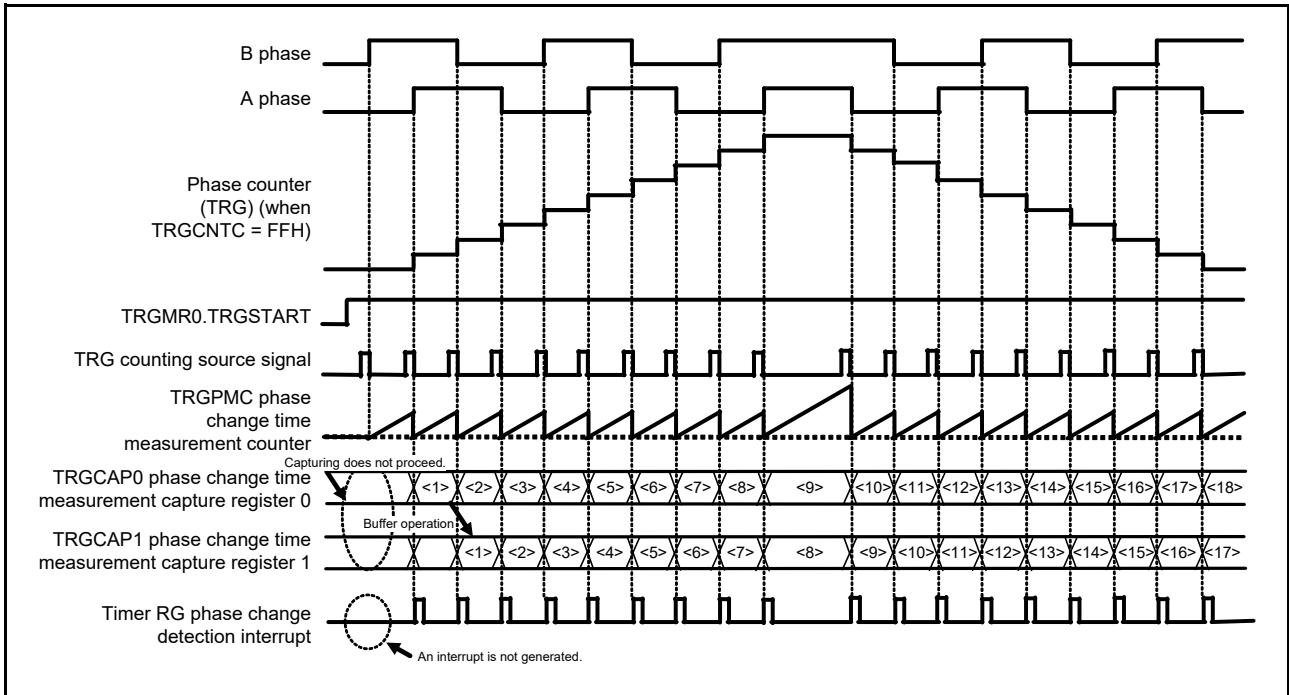 B phase
A phase
Phase counter
(TRG) (when
TRGCNTC = FFH)
TRGMR0.TRGSTART
TRG counting source signal
TRGPMC phase
change time
measurement counter
Capturing does not proceed.
TRGCAP0 phase change time
measurement capture register 0
<1> <2> <3> <4> <5> <6> <7> <8> <9> <10> <11> <12> <13> <14> <15> <16> <17> <18>
Buffer operation
TRGCAP1 phase change time
measurement capture register 1
<1> <2> <3> <4> <5> <6> <7> <8> <9> <10> <11> <12> <13> <14> <15> <16> <17>
Timer RG phase change
detection interrupt
An interrupt is not generated.